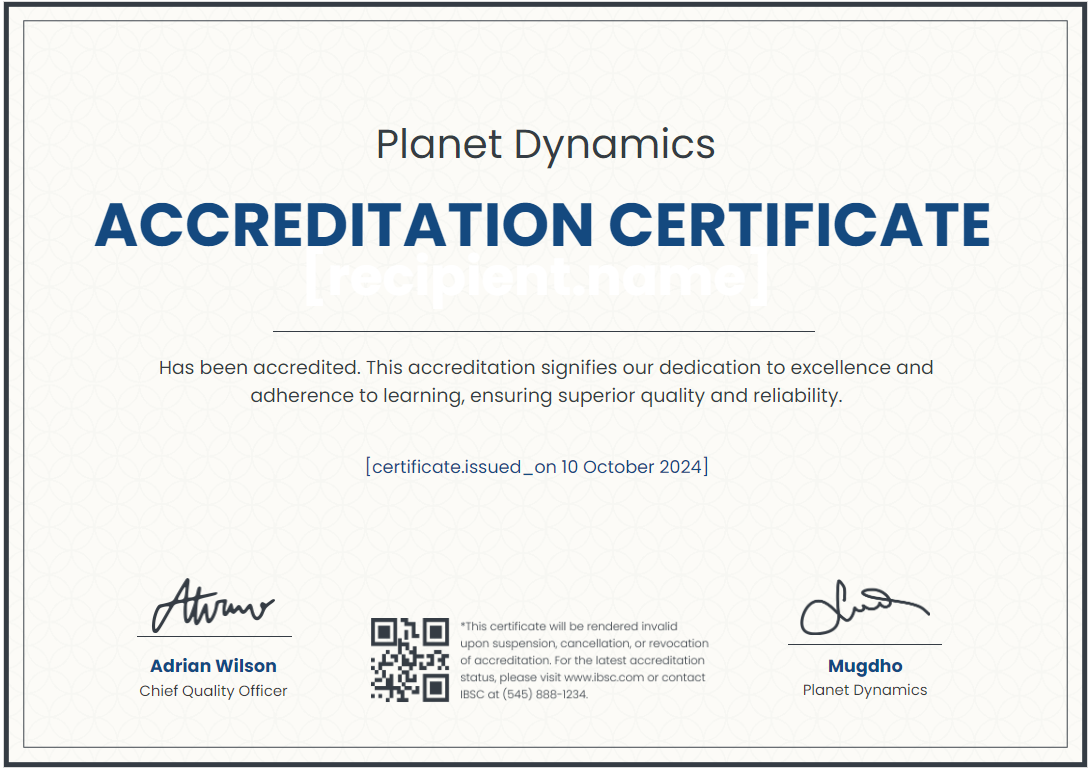 Planet Dynamics
ACCREDITATION CERTIFICATE
[recipient.name]
Has been accredited. This accreditation signifies our dedication to excellence and
adherence to learning, ensuring superior quality and reliability.
[certificate.issued_on 10 October 2024]
Adrian Wilson
Chief Quality Officer
*This certificate will be rendered invalid
upon suspension, cancellation, or revocation
of accreditation. For the latest accreditation
status, please visit www.ibsc.com or contact
IBSC at (545) 888-1234.
Mugdho
Planet Dynamics